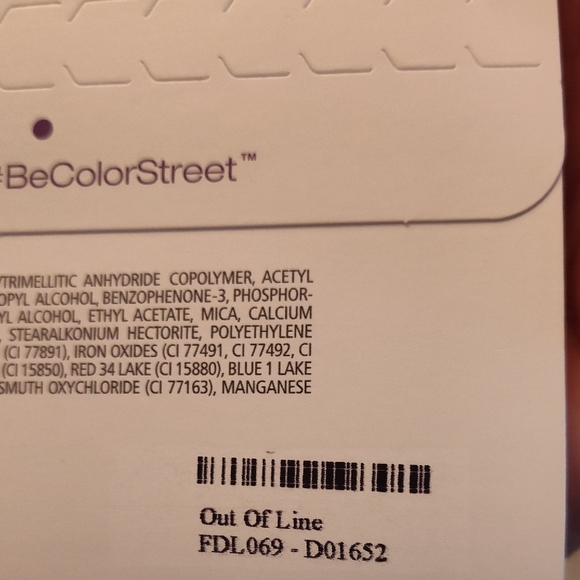 #BeColorStreet™
/TRIMELLITIC ANHYDRIDE COPOLYMER, ACETYL
OPYL ALCOHOL, BENZOPHENONE-3, PHOSPHOR-
YL ALCOHOL, ETHYL ACETATE, MICA, CALCIUM
, STEARALKONIUM HECTORITE, POLYETHYLENE
(CI 77891), IRON OXIDES (CI 77491, CI 77492, CI
(CI 15850), RED 34 LAKE (CI 15880), BLUE 1 LAKE
SMUTH OXYCHLORIDE (CI 77163), MANGANESE
Out Of Line
FDL069 - D01652